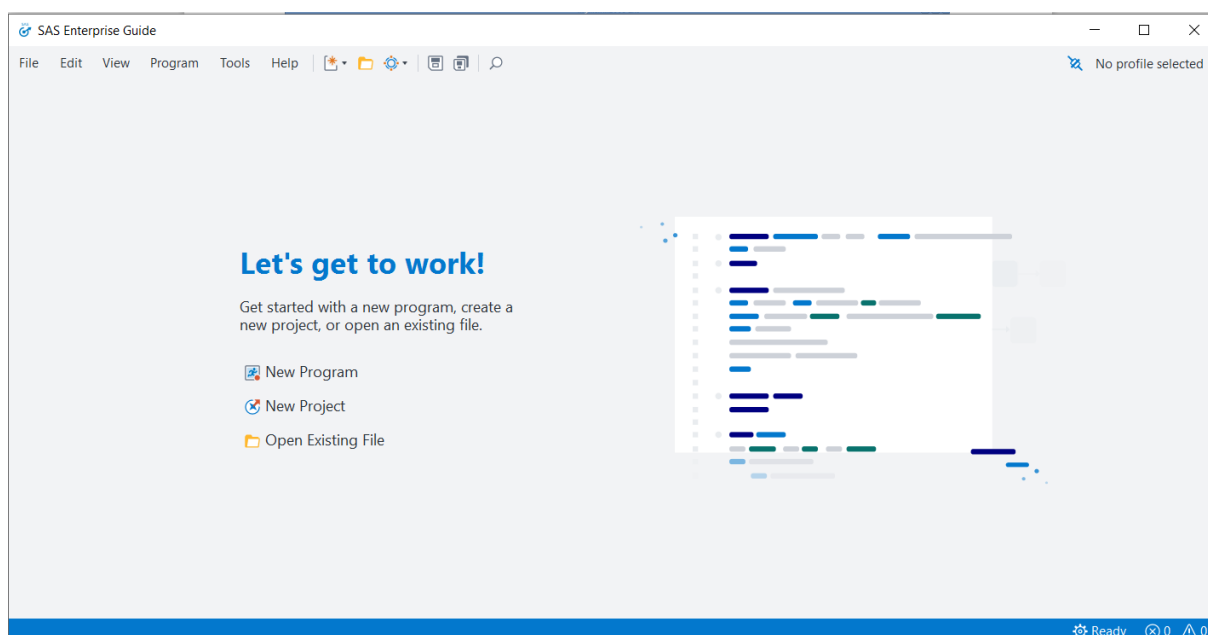 SAS Enterprise Guide
File Edit View Program Tools Help No profile selected
Let's get to work!
Get started with a new program, create a
new project, or open an existing file.
New Program
New Project
Open Existing File
Ready 0 0